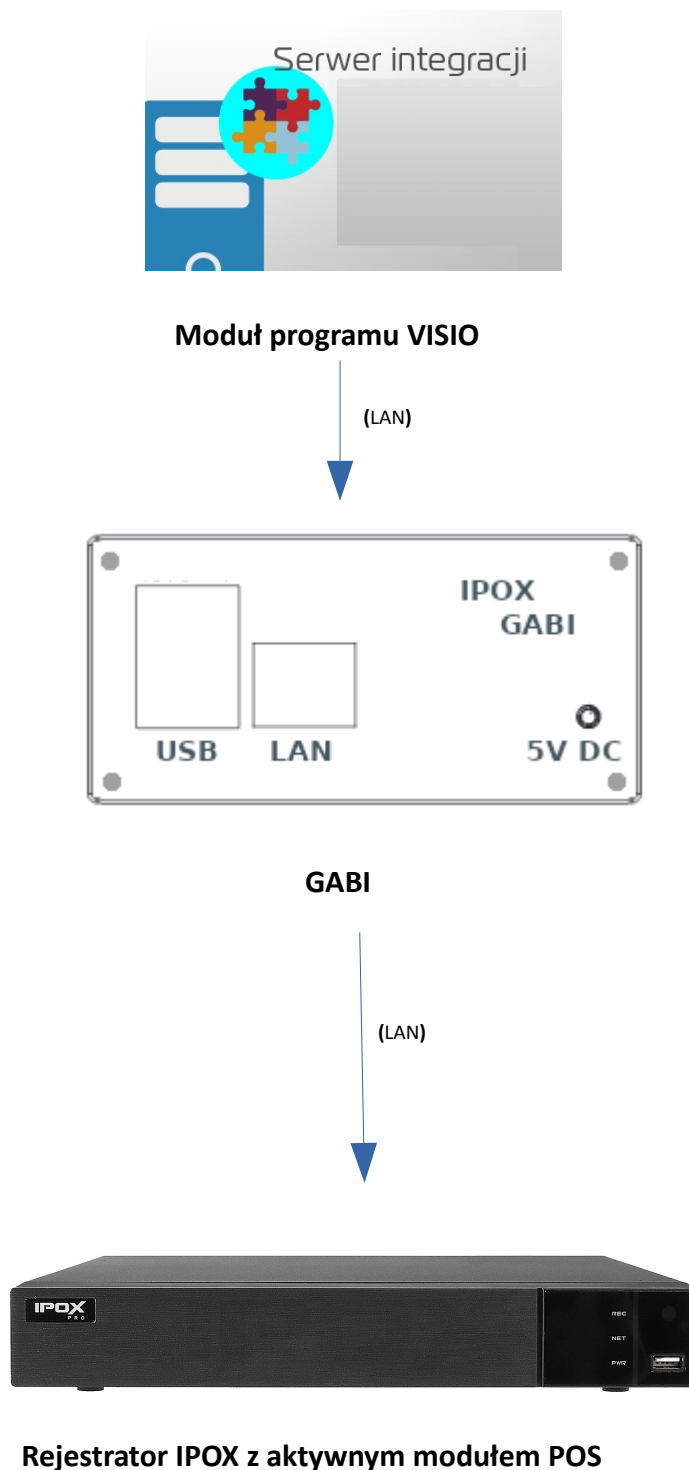 Serwer integracji
Moduł programu VISIO
(LAN)
IPOX
GABI
USB LAN 5V DC
GABI
(LAN)
IPOX
PRO
REC
NET
PWR
Rejestrator IPOX z aktywnym modułem POS